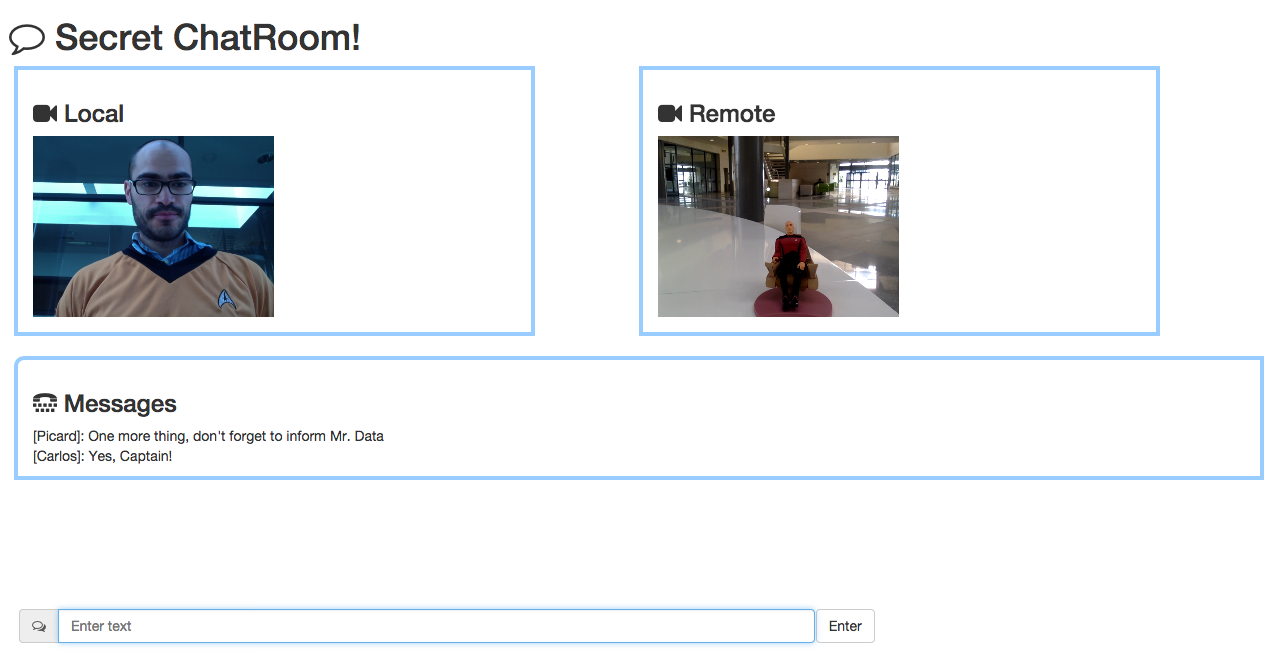 Secret ChatRoom!
Local
Remote
Messages
[Picard]: One more thing, don't forget to inform Mr. Data
[Carlos]: Yes, Captain!
Enter text
Enter